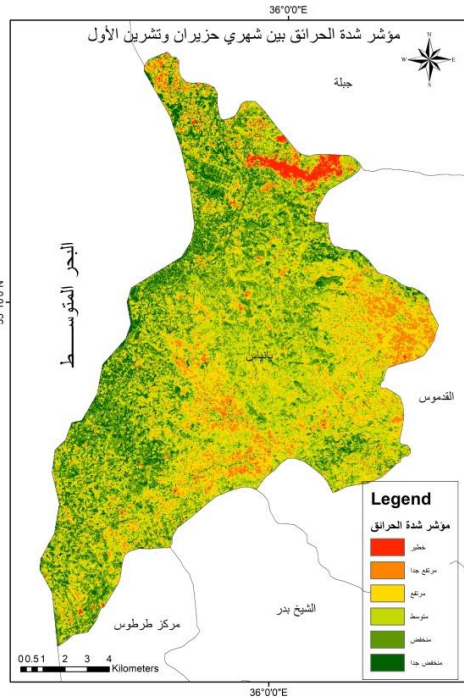 36°0'0"E
مؤشر شدة الحرائق بين شهري حزيران وتشرين الأول
N
W E
S
جبلة
البحر المتوسـط
بانياس
القدموس
Legend
مؤشر شدة الحرائق
خطير
مرتفع جدا
مرتفع
متوسط
منخفض
منخفض جدا
الشيخ بدر
مركز طرطوس
0 0.5 1 2 3 4
Kilometers
36°0'0"E